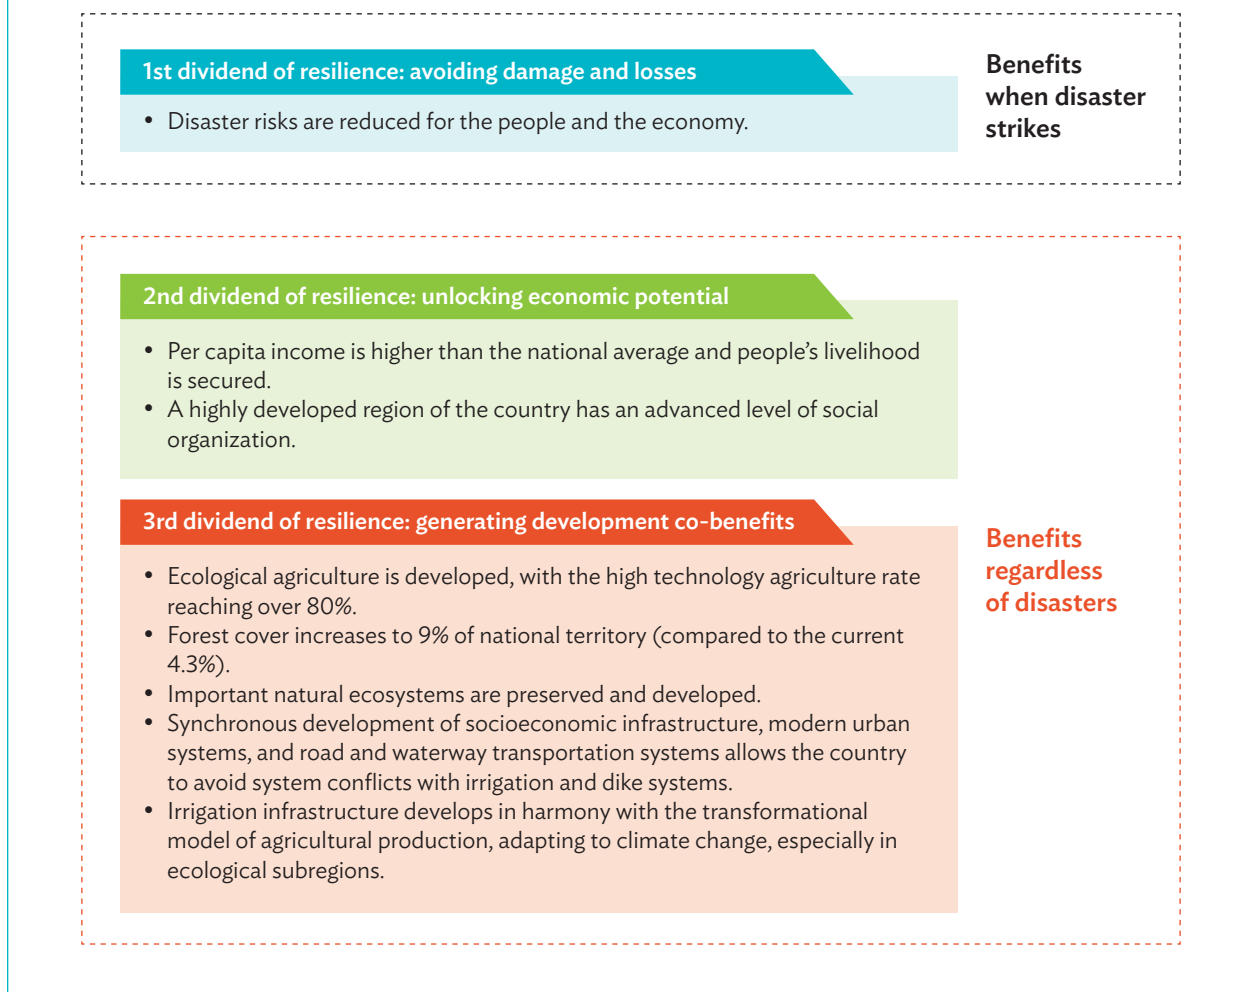 1st dividend of resilience: avoiding damage and losses
• Disaster risks are reduced for the people and the economy.
Benefits
when disaster
strikes
2nd dividend of resilience: unlocking economic potential
• Per capita income is higher than the national average and people’s livelihood
is secured.
• A highly developed region of the country has an advanced level of social
organization.
3rd dividend of resilience: generating development co-benefits
• Ecological agriculture is developed, with the high technology agriculture rate
reaching over 80%.
• Forest cover increases to 9% of national territory (compared to the current
4.3%).
• Important natural ecosystems are preserved and developed.
• Synchronous development of socioeconomic infrastructure, modern urban
systems, and road and waterway transportation systems allows the country
to avoid system conflicts with irrigation and dike systems.
• Irrigation infrastructure develops in harmony with the transformational
model of agricultural production, adapting to climate change, especially in
ecological subregions.
Benefits
regardless
of disasters